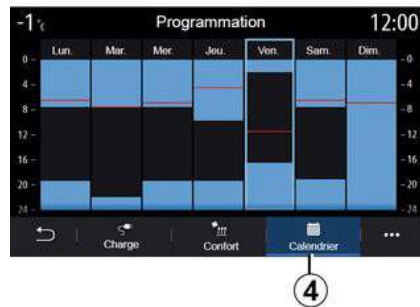 -1°c Programmation 12:00
Lun. Mar. Mer. Jeu. Ven. Sam. Dim.
0 0
4 4
8 8
12 12
16 16
20 20
24 24
Charge Confort Calendrier
4